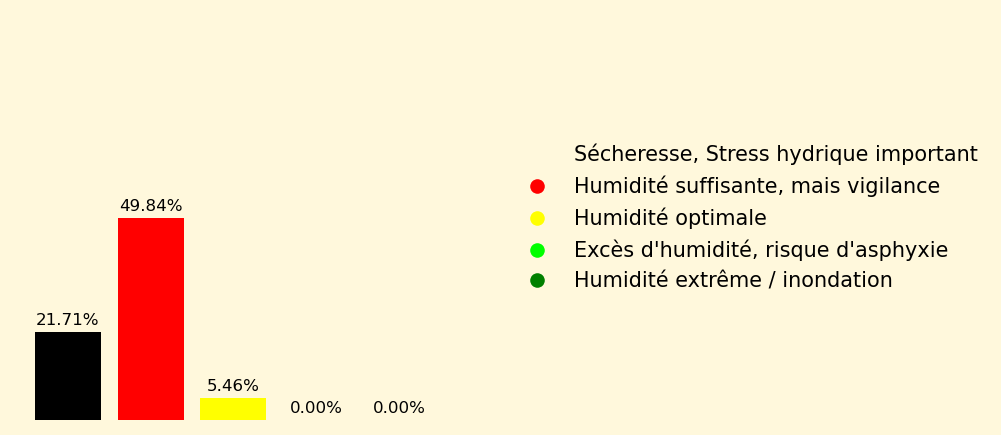 49.84%
21.71%
5.46%
0.00%
0.00%
Sécheresse, Stress hydrique important
Humidité suffisante, mais vigilance
Humidité optimale
Excès d'humidité, risque d'asphyxie
Humidité extrême / inondation